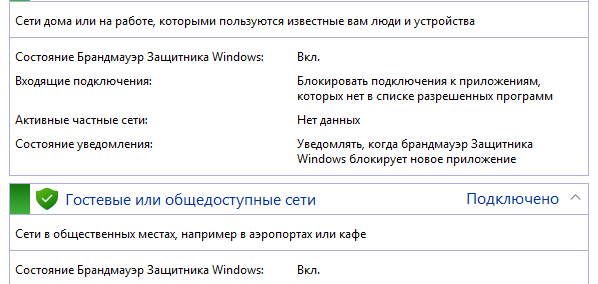 Сети дома или на работе, которыми пользуются известные вам люди и устройства
Состояние Брандмауэр Защитника Windows: Вкл.
Входящие подключения: Блокировать подключения к приложениям,
которых нет в списке разрешенных программ
Активные частные сети: Нет данных
Состояние уведомления: Уведомлять, когда брандмауэр Защитника
Windows блокирует новое приложение
Гостевые или общедоступные сети Подключено
Сети в общественных местах, например в аэропортах или кафе
Состояние Брандмауэр Защитника Windows: Вкл.